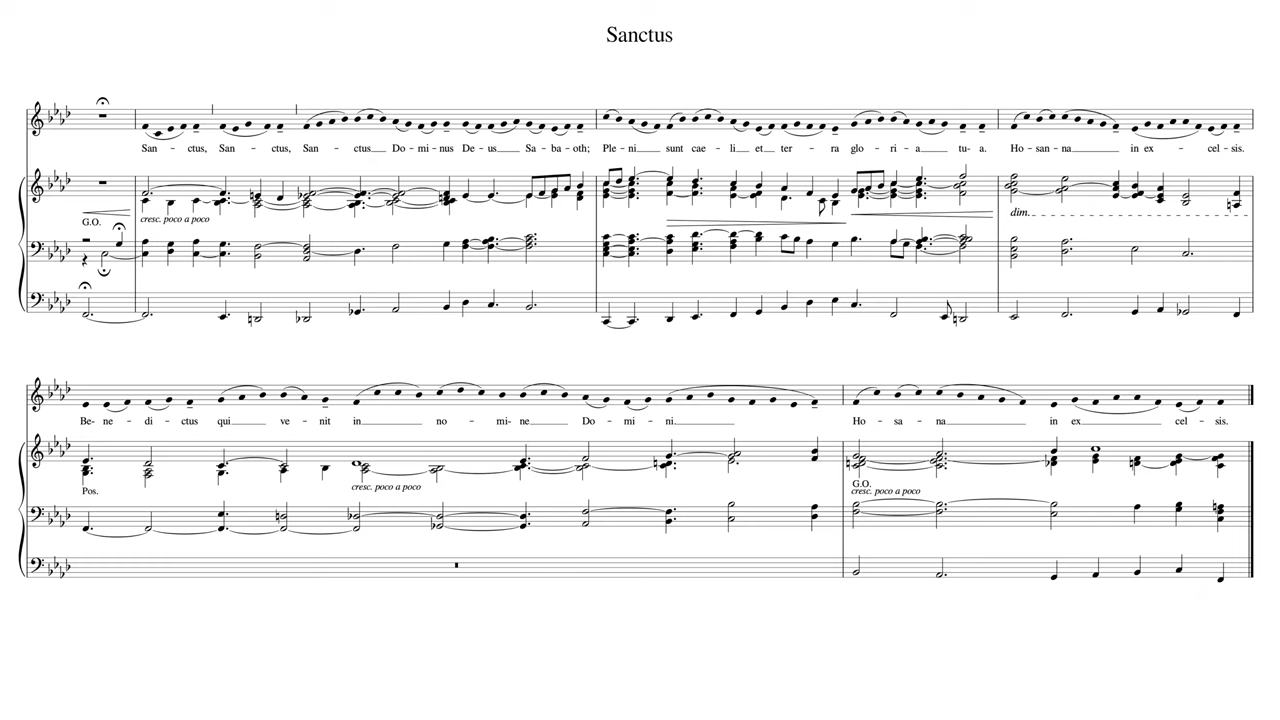 Sanctus
San- - ctus, San- - ctus, San- - ctus Do - mi - nus De - us Sa - ba - oth; Ple - ni sunt cae - li et ter - ra glo - ri - a tu - a. Ho - san - na in ex - cel - sis.
G.O.
cresc. poco a poco
dim.
Be- ne - di - ctus qui ve - nit in no - mi - ne Do - mi - ni. Ho - sa - na in ex cel - sis.
Pos.
cresc. poco a poco
G.O.
cresc. poco a poco